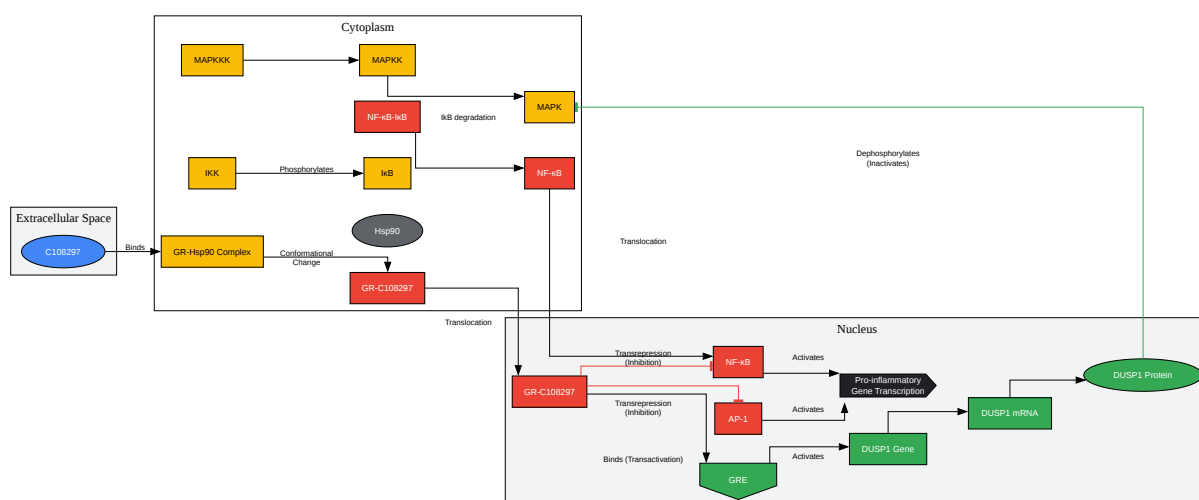 Cytoplasm
MAPKKK
MAPKK
MAPK
NF-κB-IκB
IκB degradation
IKK
Phosphorylates
IκB
NF-κB
Dephosphorylates
(Inactivates)
Extracellular Space
C108297
Binds
GR-Hsp90 Complex
Conformational
Change
Hsp90
GR-C108297
Translocation
Translocation
Nucleus
GR-C108297
Transrepression
(Inhibition)
NF-κB
Activates
Pro-inflammatory
Gene Transcription
Transrepression
(Inhibition)
AP-1
Activates
Binds (Transactivation)
GRE
Activates
DUSP1 Gene
DUSP1 mRNA
DUSP1 Protein